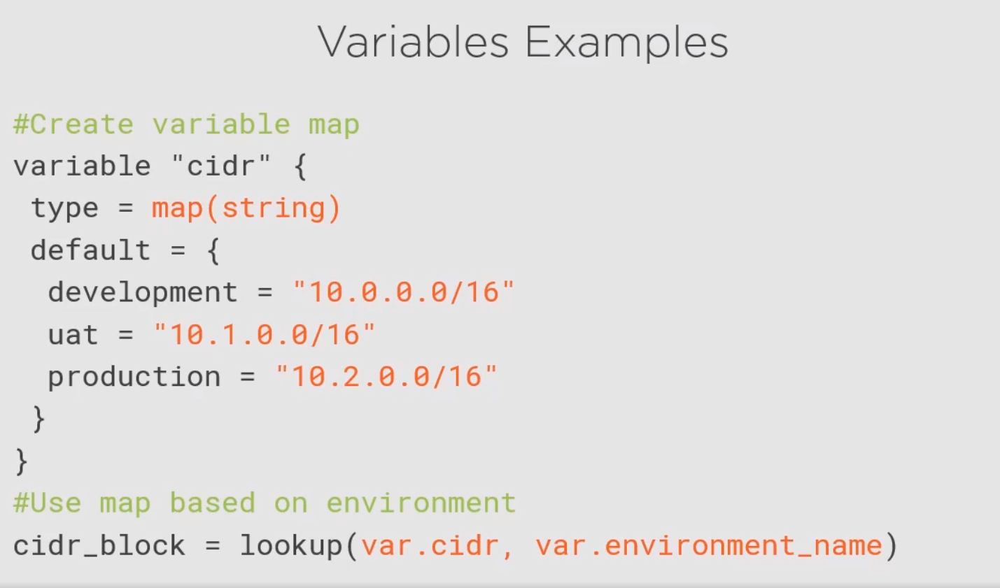 Variables Examples
#Create variable map
variable "cidr" {
 type = map(string)
 default = {
  development = "10.0.0.0/16"
  uat = "10.1.0.0/16"
  production = "10.2.0.0/16"
 }
}
#Use map based on environment
cidr_block = lookup(var.cidr, var.environment_name)